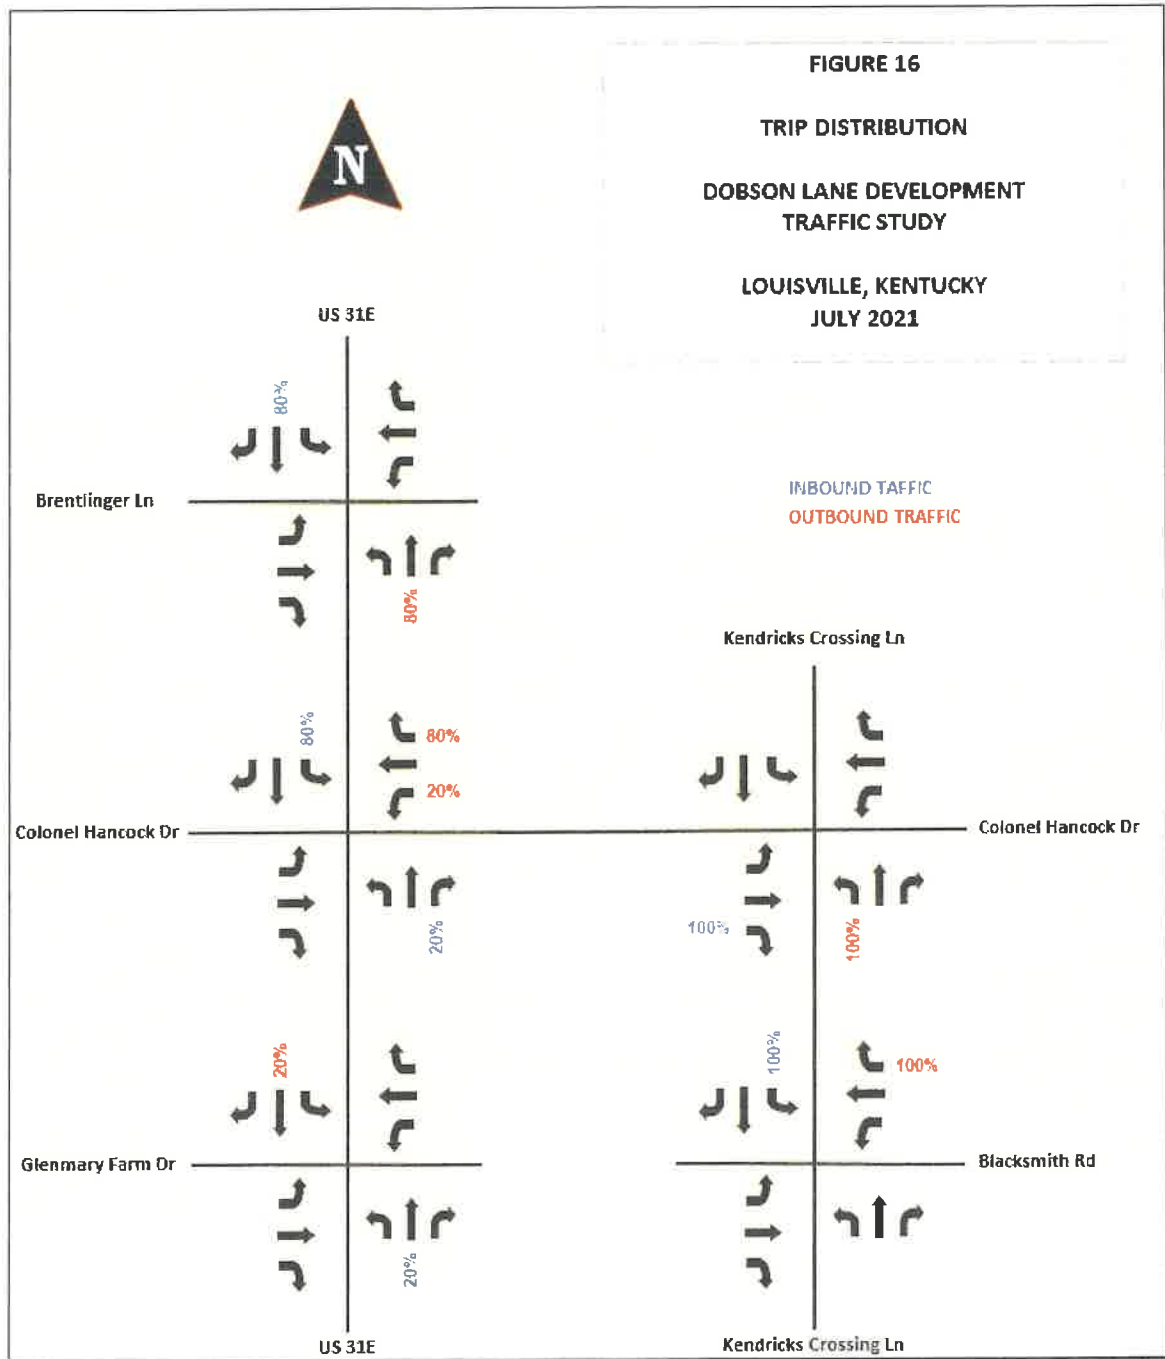 FIGURE 16
TRIP DISTRIBUTION
DOBSON LANE DEVELOPMENT
TRAFFIC STUDY
LOUISVILLE, KENTUCKY
JULY 2021
N
US 31E
80%
Brentlinger Ln
INBOUND TAFFIC
OUTBOUND TRAFFIC
80%
Kendricks Crossing Ln
80%
80%
20%
Colonel Hancock Dr
Colonel Hancock Dr
20%
100%
100%
20%
100%
100%
Glenmary Farm Dr
Blacksmith Rd
20%
US 31E
Kendricks Crossing Ln